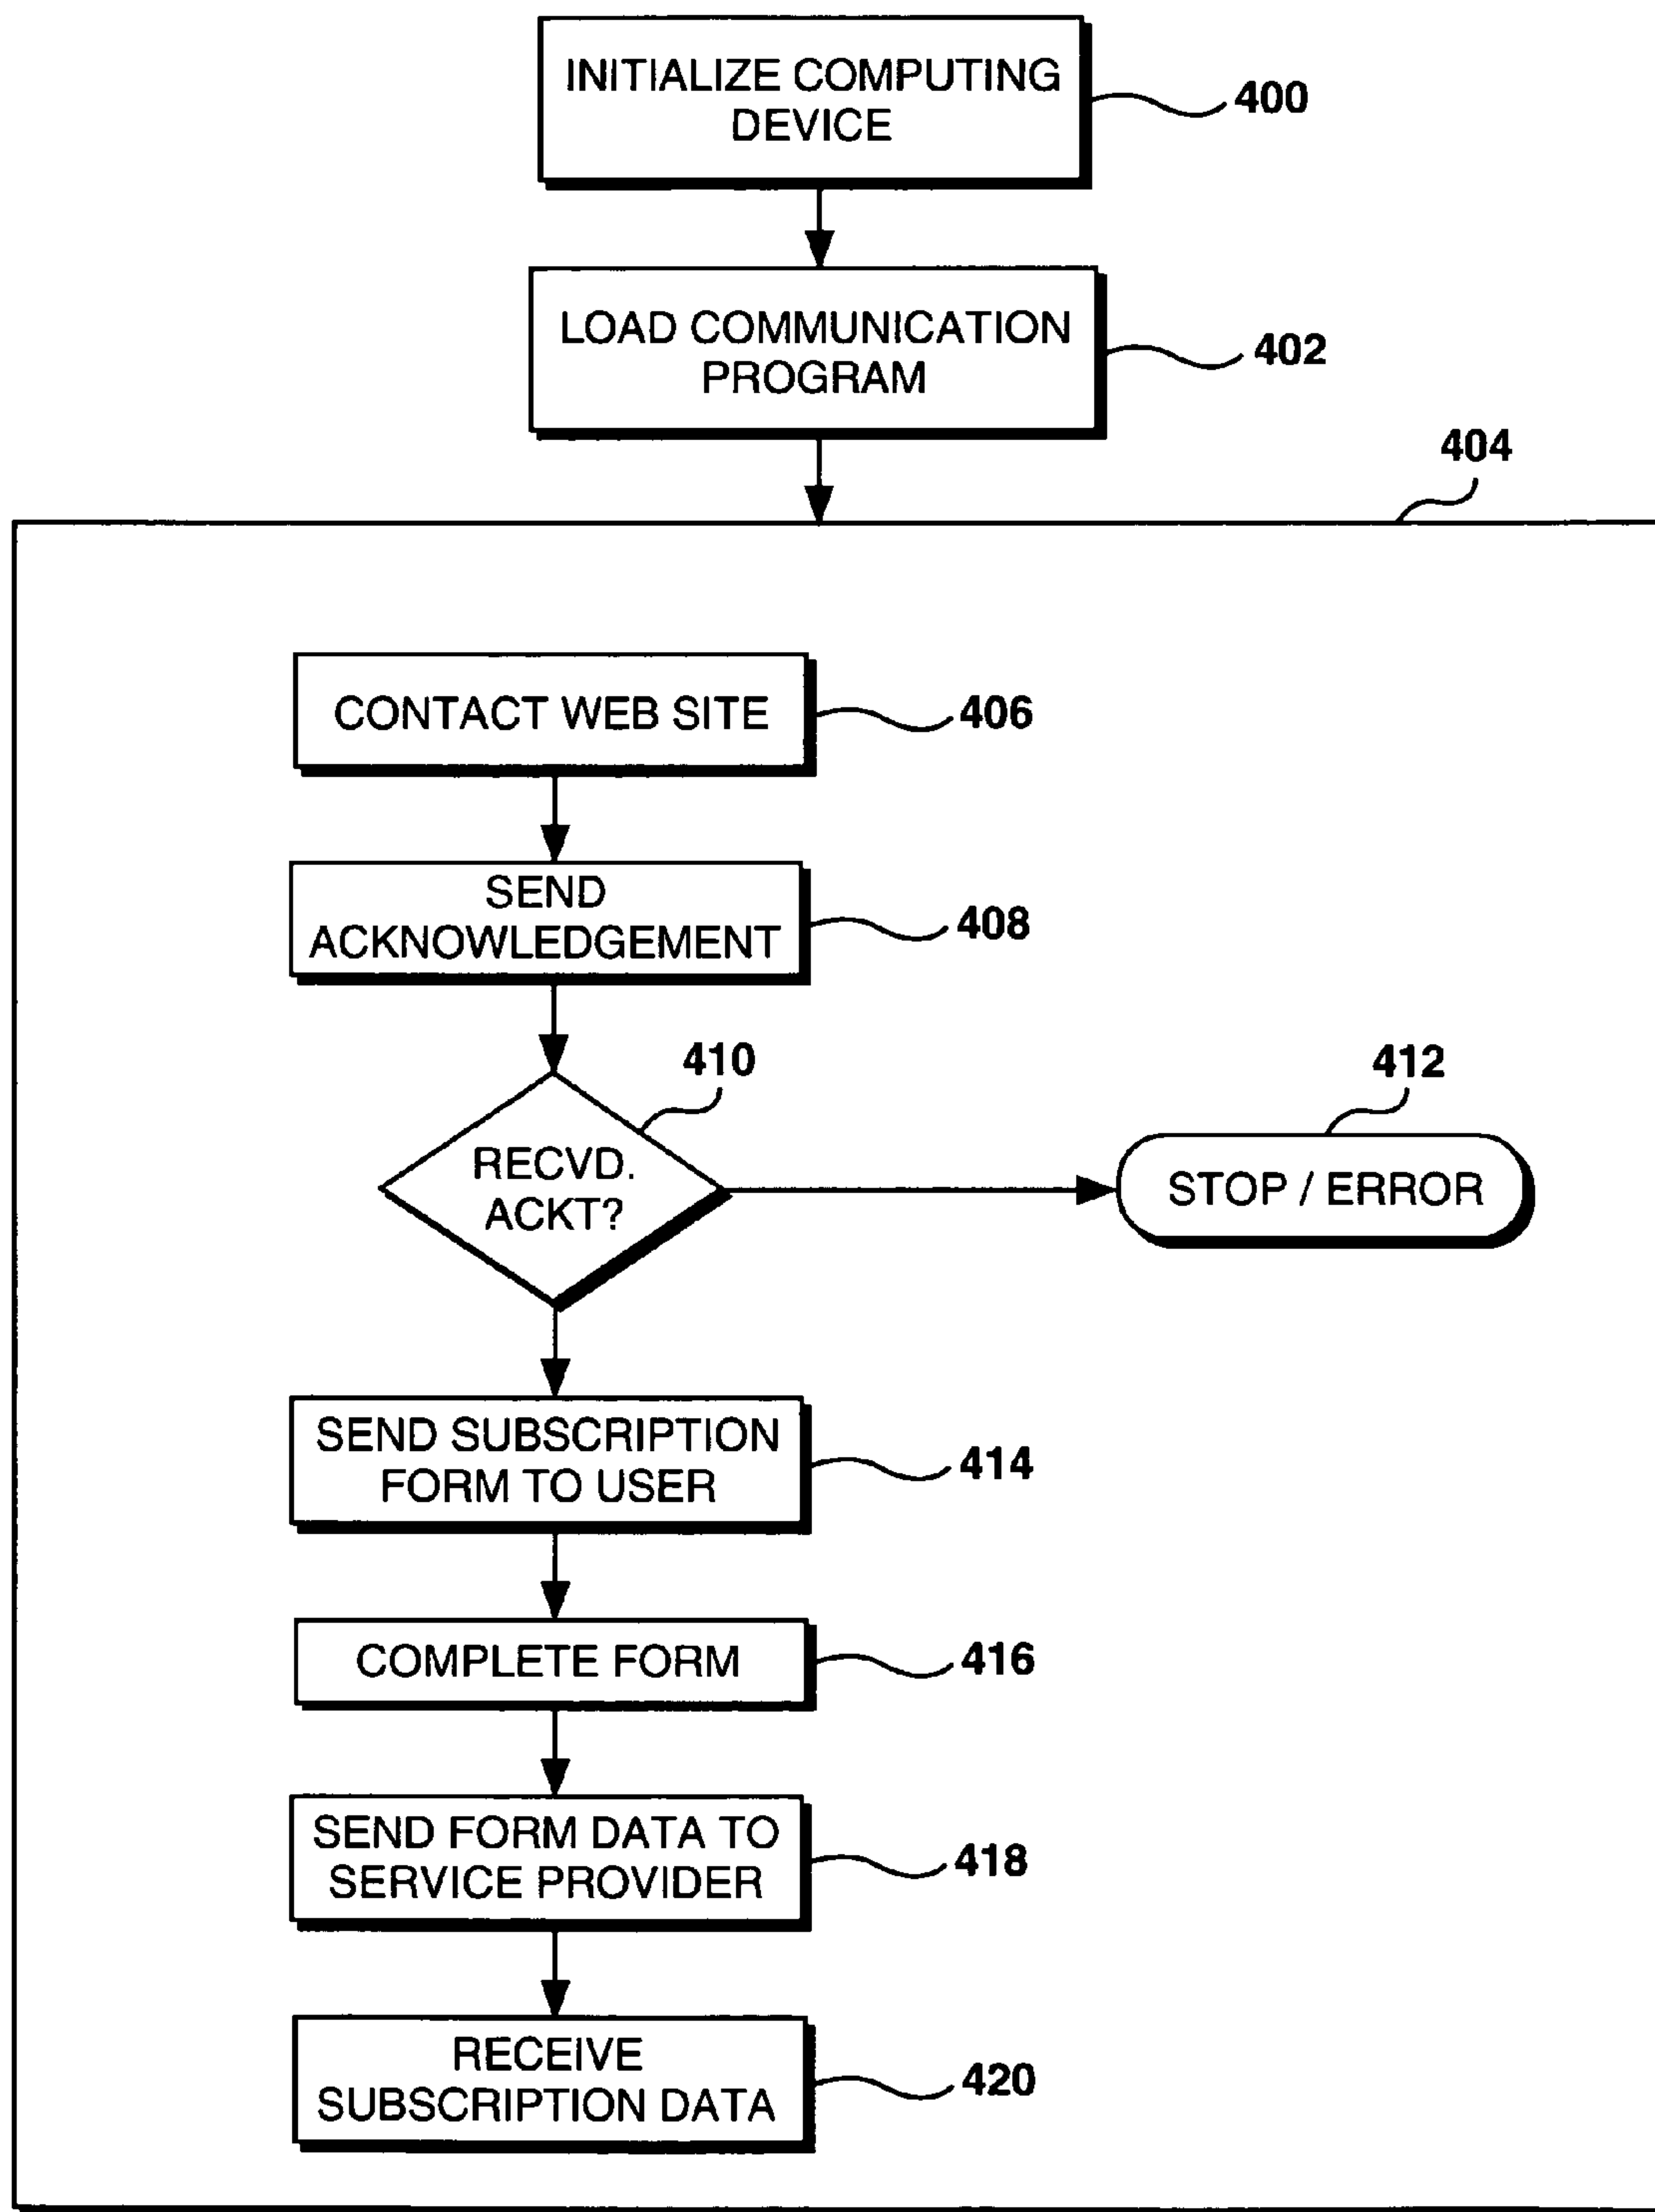 INITIALIZE COMPUTING
DEVICE
400
LOAD COMMUNICATION
PROGRAM
402
404
CONTACT WEB SITE
406
SEND
ACKNOWLEDGEMENT
408
410
RECVD.
ACKT?
412
STOP / ERROR
SEND SUBSCRIPTION
FORM TO USER
414
COMPLETE FORM
416
SEND FORM DATA TO
SERVICE PROVIDER
418
RECEIVE
SUBSCRIPTION DATA
420